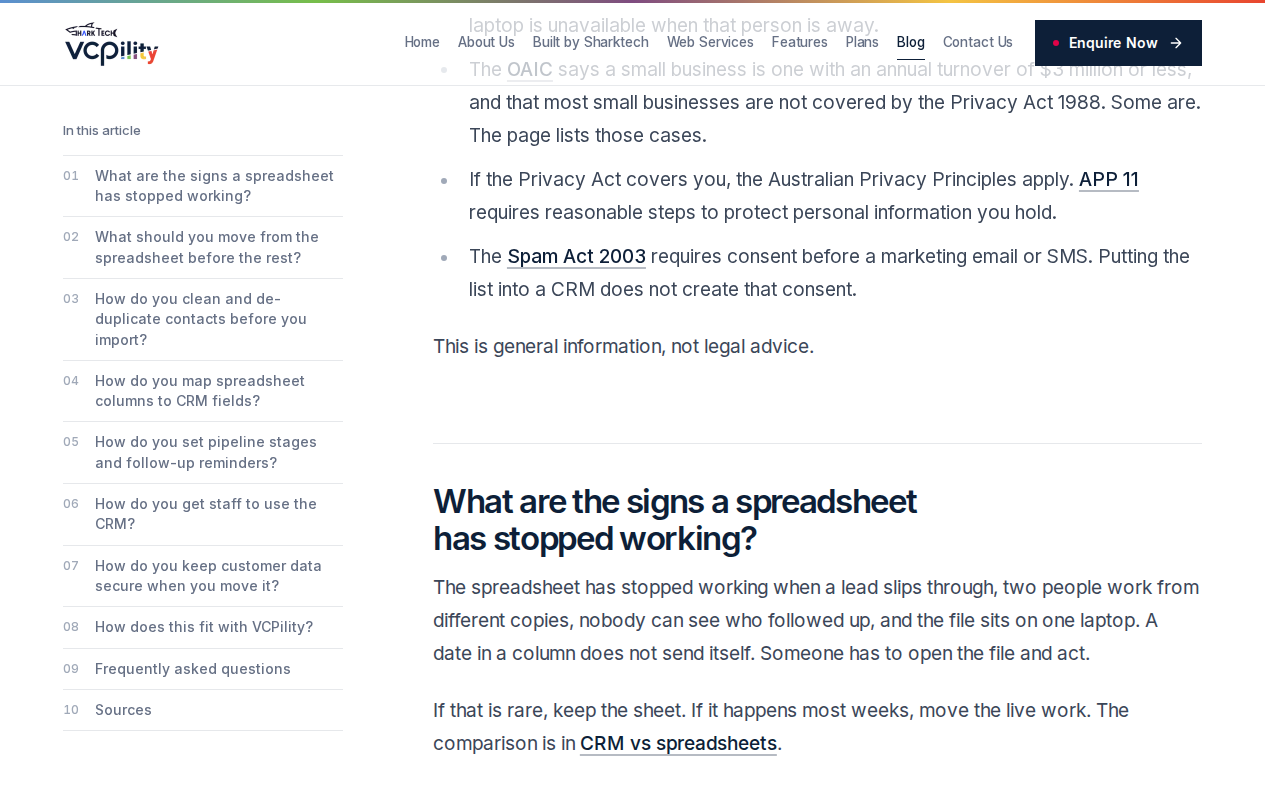 laptop is unavailable when that person is away.
SHARK TECH
vcpility
Home About Us Built by Sharktech Web Services Features Plans Blog Contact Us Enquire Now
The OAIC says a small business is one with an annual turnover of $3 million or less,
and that most small businesses are not covered by the Privacy Act 1988. Some are.
The page lists those cases.
If the Privacy Act covers you, the Australian Privacy Principles apply. APP 11
requires reasonable steps to protect personal information you hold.
The Spam Act 2003 requires consent before a marketing email or SMS. Putting the
list into a CRM does not create that consent.
This is general information, not legal advice.
In this article
01 What are the signs a spreadsheet
has stopped working?
02 What should you move from the
spreadsheet before the rest?
03 How do you clean and de-
duplicate contacts before you
import?
04 How do you map spreadsheet
columns to CRM fields?
05 How do you set pipeline stages
and follow-up reminders?
06 How do you get staff to use the
CRM?
07 How do you keep customer data
secure when you move it?
08 How does this fit with VCPility?
09 Frequently asked questions
10 Sources
What are the signs a spreadsheet
has stopped working?
The spreadsheet has stopped working when a lead slips through, two people work from
different copies, nobody can see who followed up, and the file sits on one laptop. A
date in a column does not send itself. Someone has to open the file and act.
If that is rare, keep the sheet. If it happens most weeks, move the live work. The
comparison is in CRM vs spreadsheets.